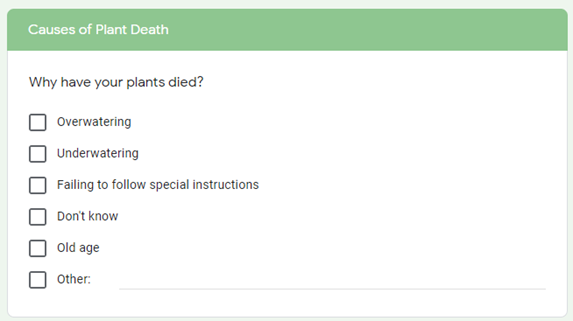 Causes of Plant Death
Why have your plants died?
Overwatering
Underwatering
Failing to follow special instructions
Don't know
Old age
Other: